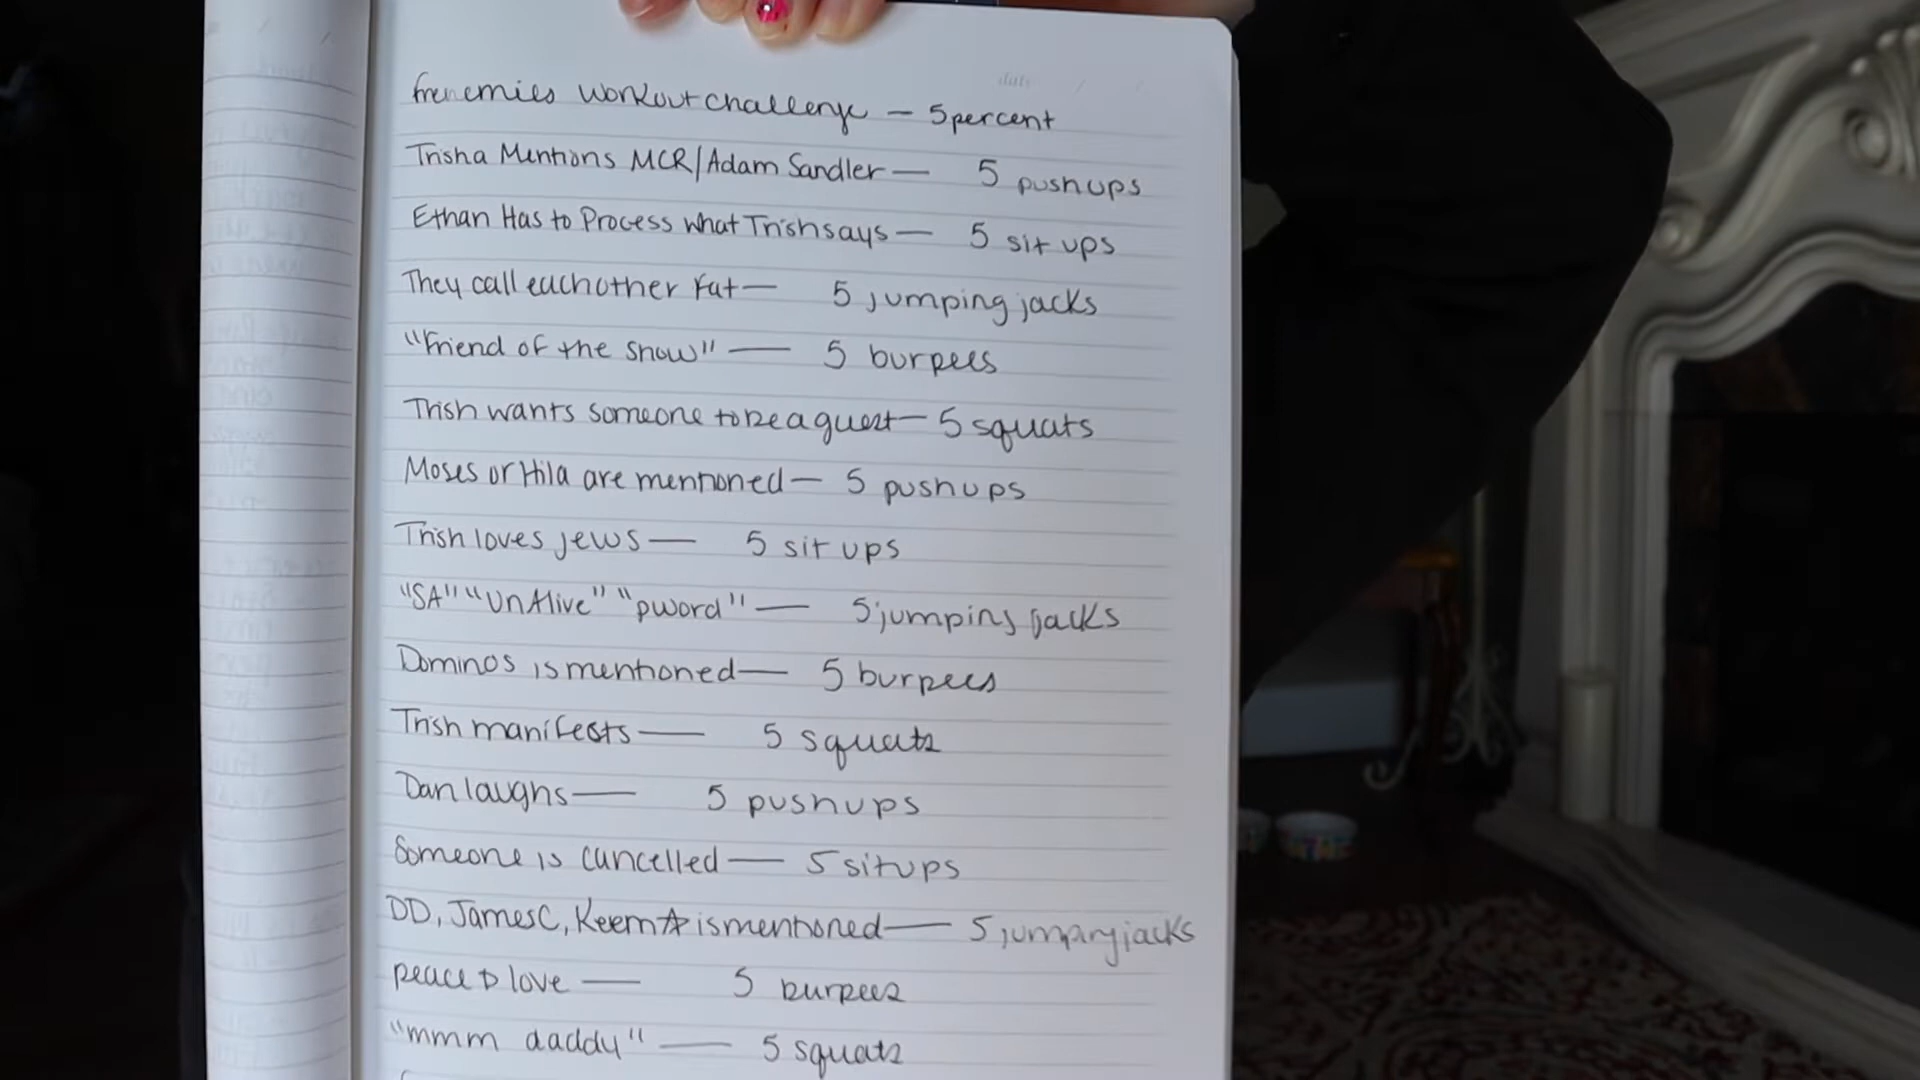 frenemies workout challenge — 5 percent
date / /
Trisha Mentions MCR/Adam Sandler — 5 pushups
Ethan Has to Process what Trish says — 5 sit ups
They call eachother Fat — 5 jumping jacks
"Friend of the show" — 5 burpees
Trish wants someone to be a guest — 5 squats
Moses or Hila are mentioned — 5 pushups
Trish loves jews — 5 sit ups
"SA" "UnAlive" "pword" — 5 jumping jacks
Dominos is mentioned — 5 burpees
Trish manifests — 5 squats
Dan laughs — 5 pushups
Someone is cancelled — 5 situps
DD, James C, Keem☆ is mentioned — 5 jumping jacks
peace & love — 5 burpees
"mmm daddy" — 5 squats